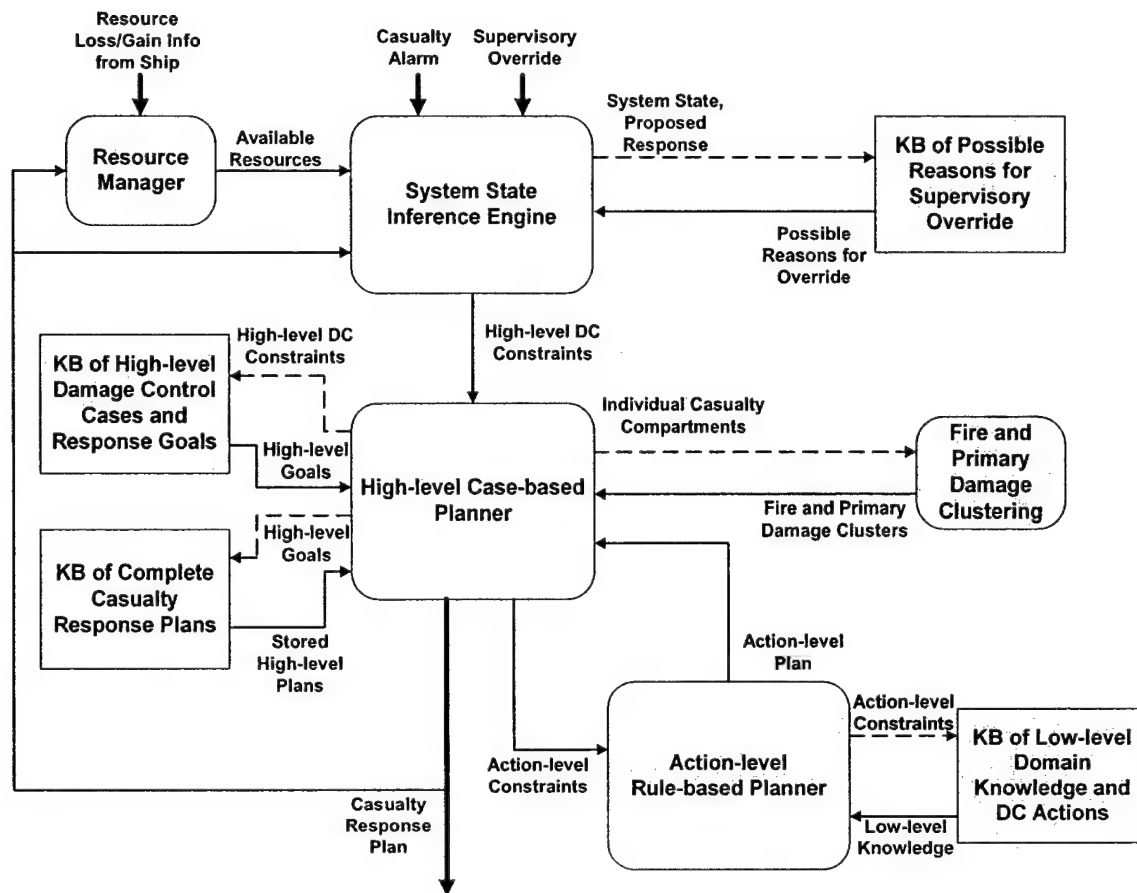 Resource
Loss/Gain Info
from Ship
Casualty
Alarm
Supervisory
Override
Resource
Manager
Available
Resources
System State
Inference Engine
System State,
Proposed
Response
KB of Possible
Reasons for
Supervisory
Override
Possible
Reasons for
Override
High-level DC
Constraints
KB of High-level
Damage Control
Cases and
Response Goals
High-level DC
Constraints
High-level
Goals
High-level Case-based
Planner
Individual Casualty
Compartments
Fire and
Primary
Damage
Clustering
Fire and Primary
Damage Clusters
High-level
Goals
KB of Complete
Casualty
Response Plans
Stored
High-level
Plans
Action-level
Plan
Action-level
Constraints
Action-level
Rule-based Planner
Action-level
Constraints
KB of Low-level
Domain
Knowledge and
DC Actions
Low-level
Knowledge
Casualty
Response
Plan